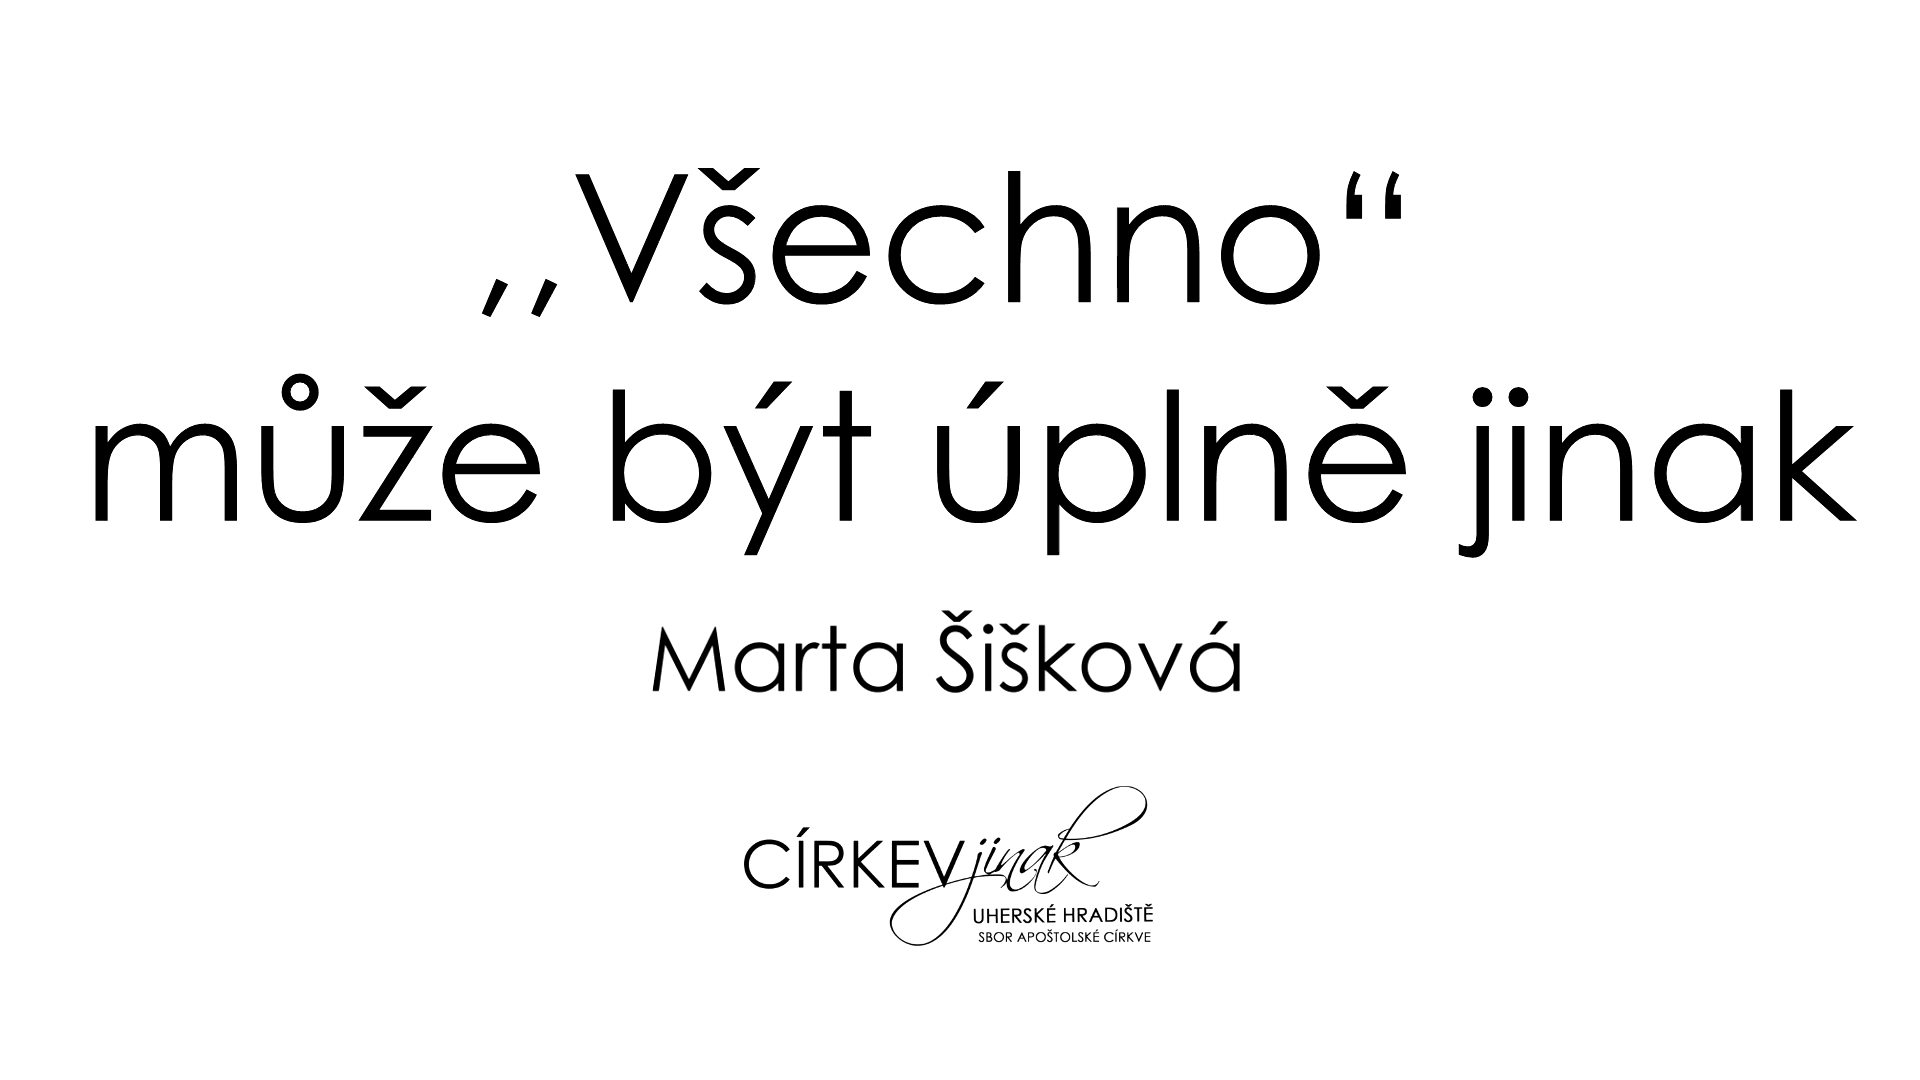 ,,Všechno“
může být úplně jinak
Marta Šišková
CÍRKEV jinak
UHERSKÉ HRADIŠTĚ
SBOR APOŠTOLSKÉ CÍRKVE